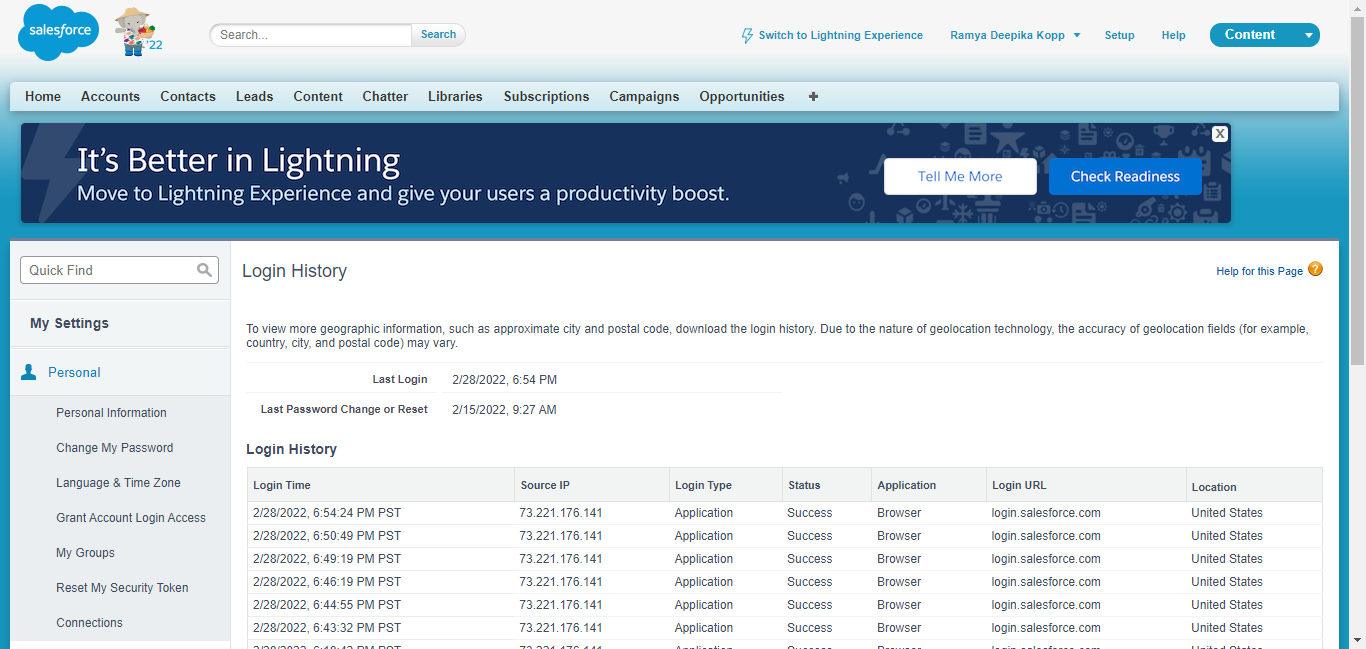 salesforce
'22
Search...
Search
Switch to Lightning Experience
Ramya Deepika Kopp
Setup
Help
Content
Home Accounts Contacts Leads Content Chatter Libraries Subscriptions Campaigns Opportunities +
It's Better in Lightning
Move to Lightning Experience and give your users a productivity boost.
Tell Me More
Check Readiness
X
Quick Find
My Settings
Personal
Personal Information
Change My Password
Language & Time Zone
Grant Account Login Access
My Groups
Reset My Security Token
Connections
Login History
Help for this Page ?
To view more geographic information, such as approximate city and postal code, download the login history. Due to the nature of geolocation technology, the accuracy of geolocation fields (for example,
country, city, and postal code) may vary.
Last Login 2/28/2022, 6:54 PM
Last Password Change or Reset 2/15/2022, 9:27 AM
Login History
Login Time Source IP Login Type Status Application Login URL Location
2/28/2022, 6:54:24 PM PST 73.221.176.141 Application Success Browser login.salesforce.com United States
2/28/2022, 6:50:49 PM PST 73.221.176.141 Application Success Browser login.salesforce.com United States
2/28/2022, 6:49:19 PM PST 73.221.176.141 Application Success Browser login.salesforce.com United States
2/28/2022, 6:46:19 PM PST 73.221.176.141 Application Success Browser login.salesforce.com United States
2/28/2022, 6:44:55 PM PST 73.221.176.141 Application Success Browser login.salesforce.com United States
2/28/2022, 6:43:32 PM PST 73.221.176.141 Application Success Browser login.salesforce.com United States